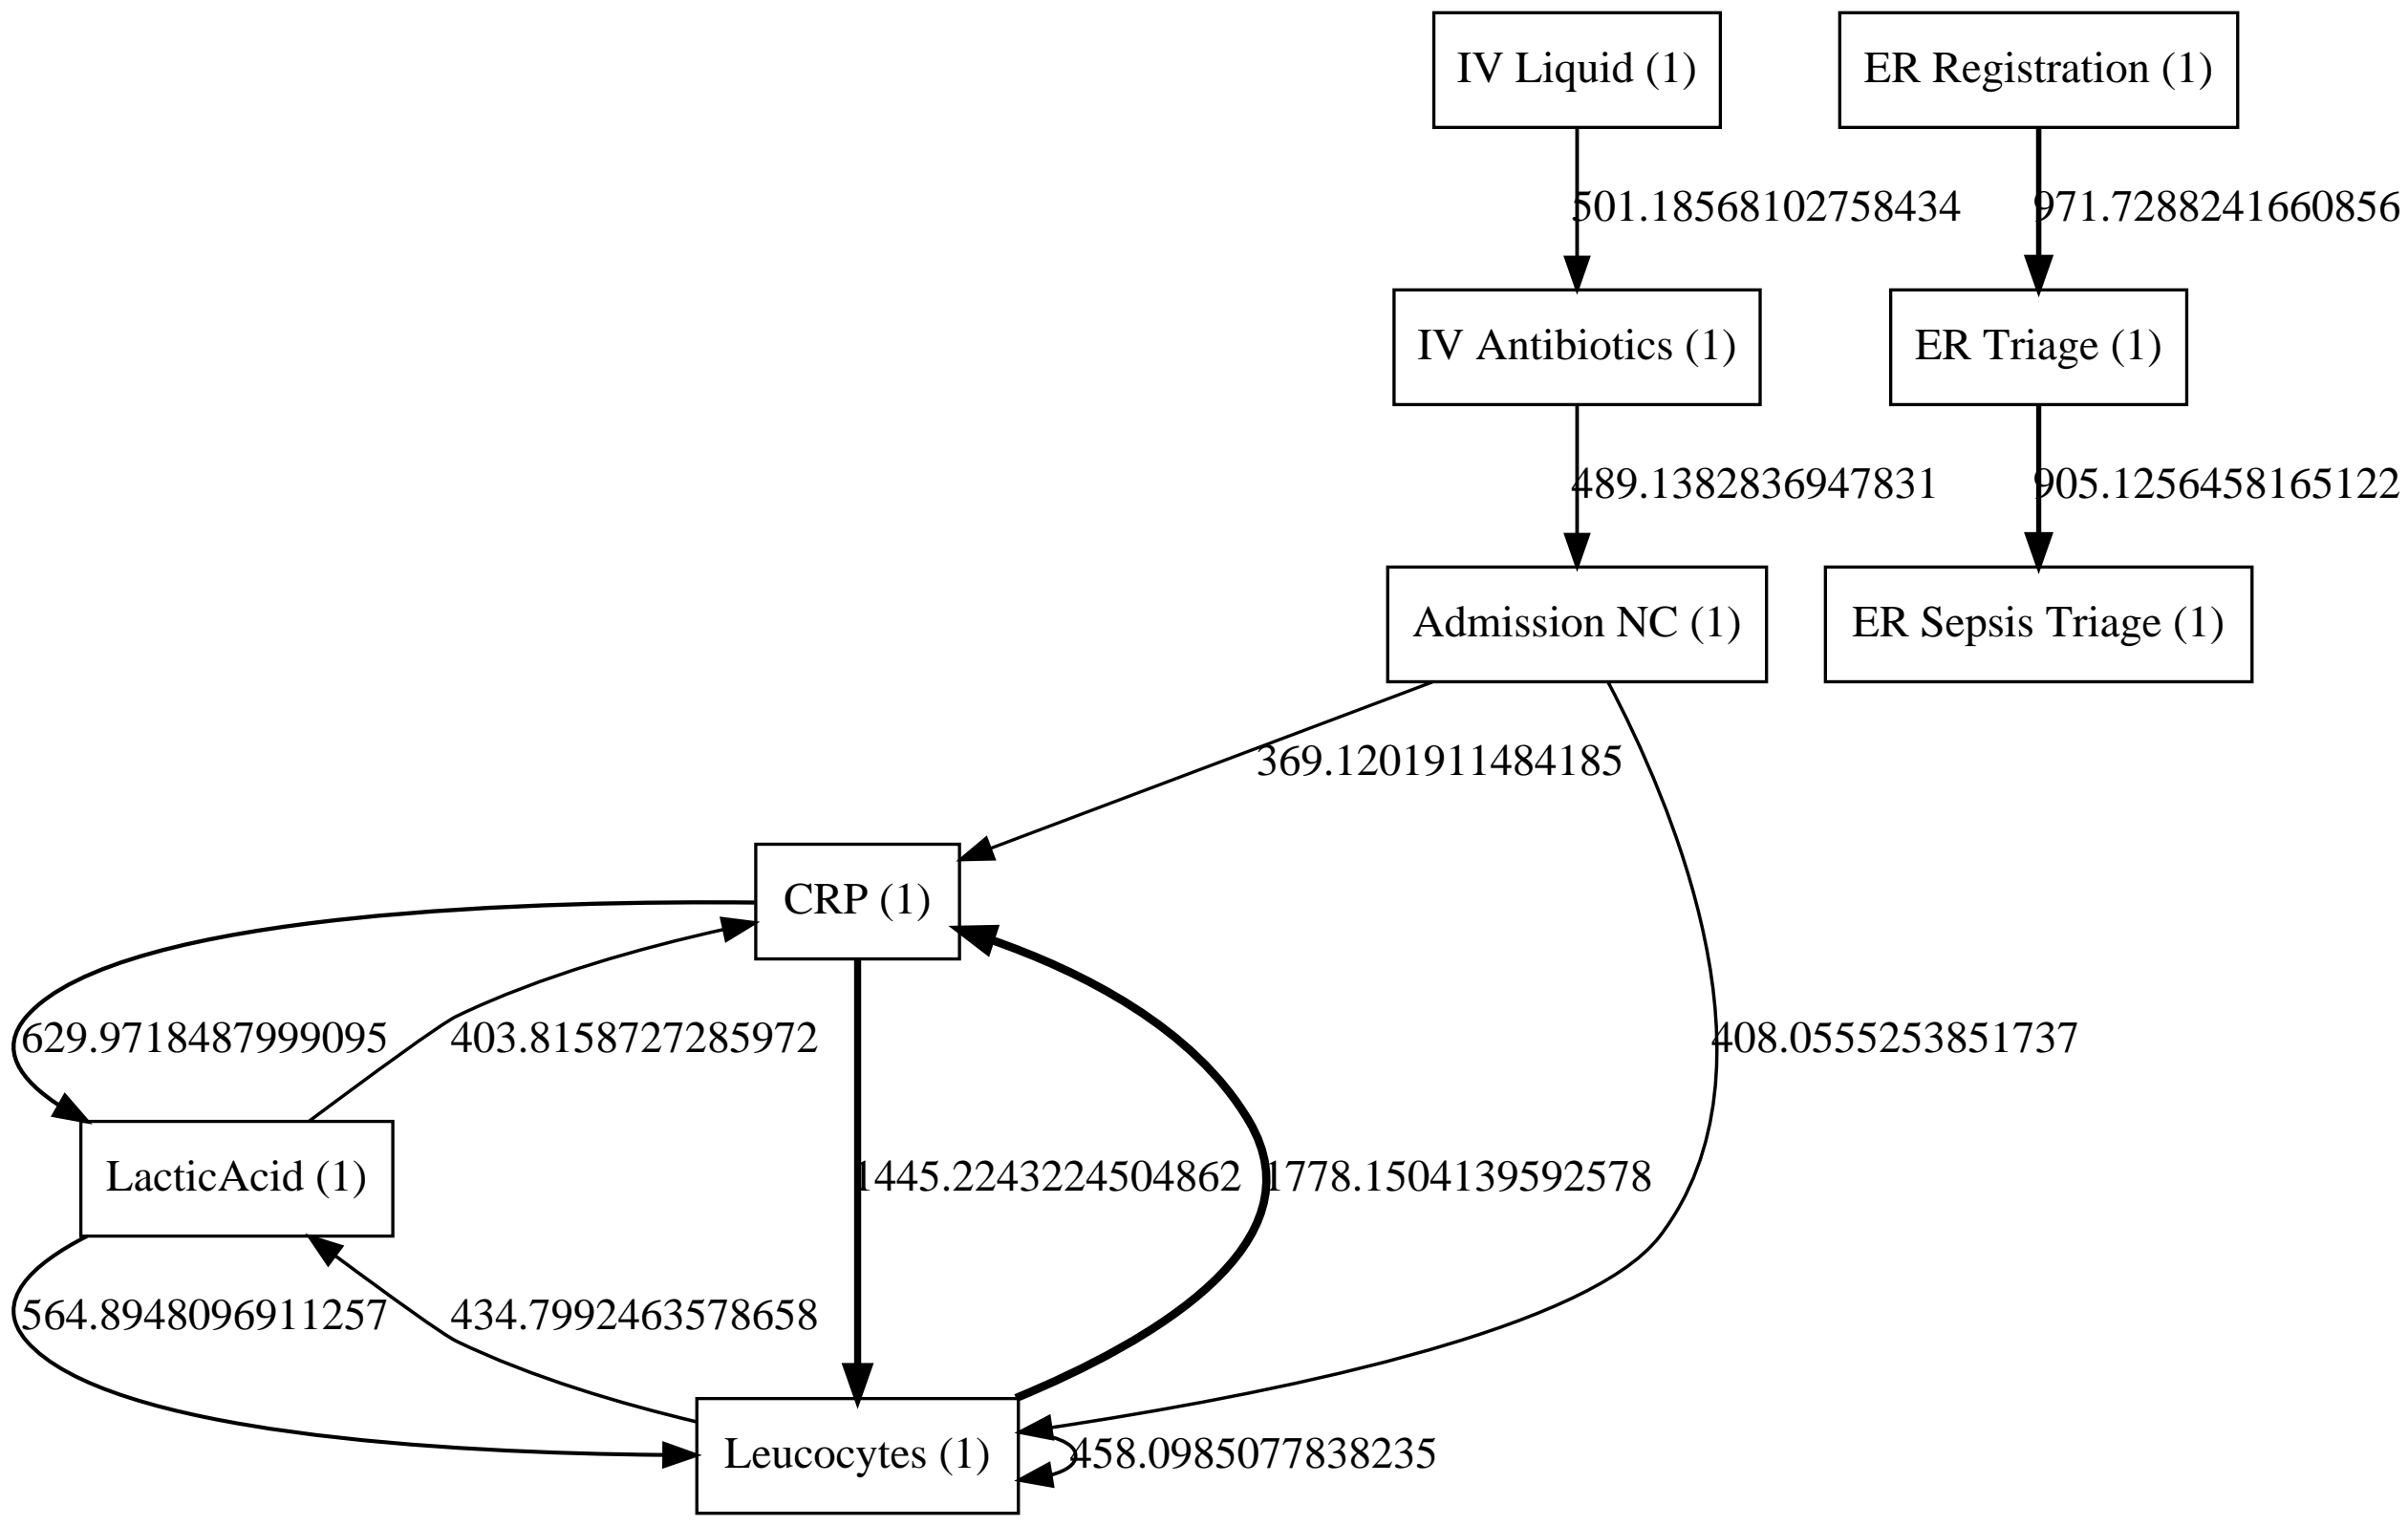 IV Liquid (1)
ER Registration (1)
501.18568102758434
971.7288241660856
IV Antibiotics (1)
ER Triage (1)
489.1382836947831
905.1256458165122
Admission NC (1)
ER Sepsis Triage (1)
369.1201911484185
CRP (1)
629.9718487999095
403.8158727285972
408.0555253851737
LacticAcid (1)
1445.2243224504862
1778.1504139592578
564.8948096911257
434.7992463578658
Leucocytes (1)
458.0985077838235